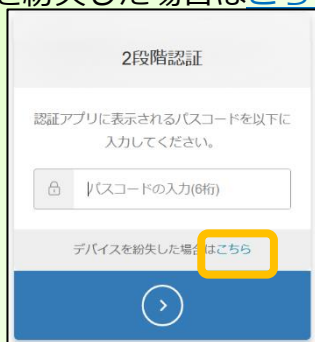 を紛失した場合はこちら
2段階認証
認証アプリに表示されるパスコードを以下に
入力してください。
パスコードの入力(6桁)
デバイスを紛失した場合はこちら